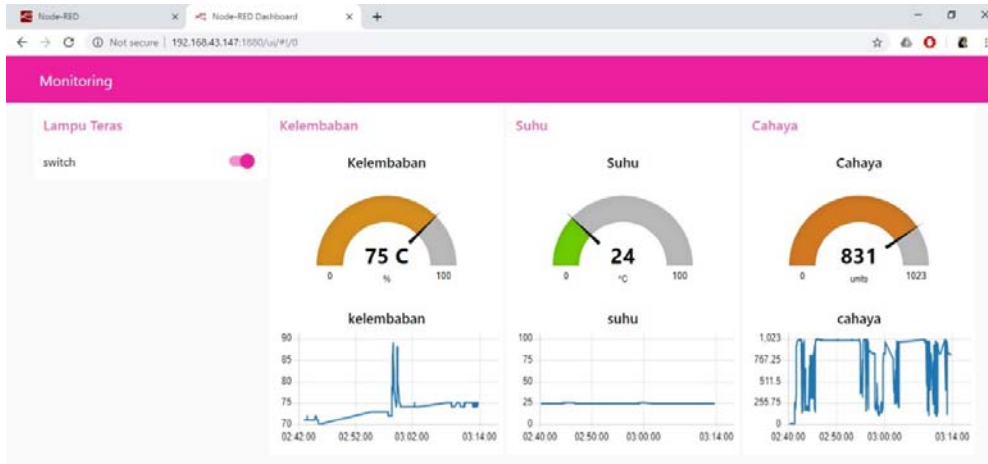 Node-RED
Node-RED Dashboard
Not secure | 192.168.43.147:1880/ui/#!/0
Monitoring
Lampu Teras
switch
Kelembaban
Kelembaban
75 C
%
0
100
kelembaban
90
85
80
75
70
02:42:00 02:52:00 03:02:00 03:14:00
Suhu
Suhu
24
°C
0
100
suhu
100
75
50
25
0
02:40:00 02:50:00 03:00:00 03:14:00
Cahaya
Cahaya
831
units
0
1023
cahaya
1,023
767.25
511.5
255.75
0
02:40:00 02:50:00 03:00:00 03:14:00